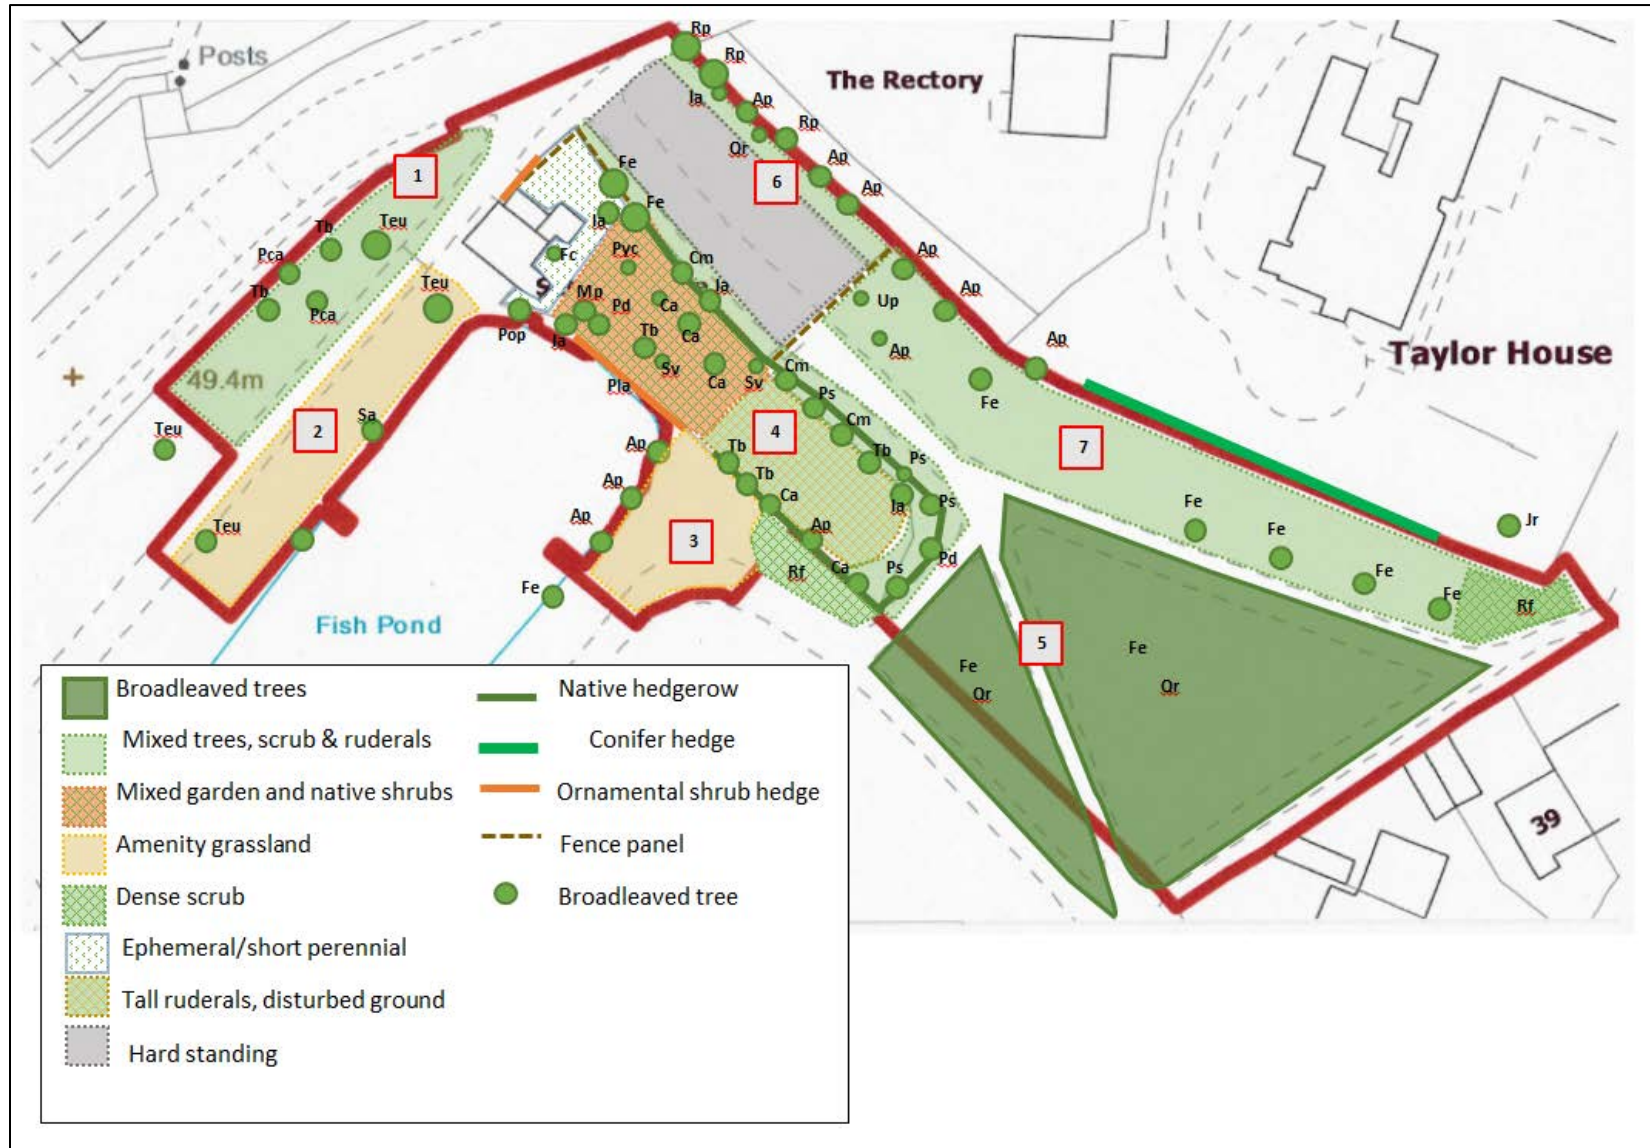 Rp
Posts
Rp
The Rectory
Ia
Ap
Rp
Qr
Ap
1
Fe
6
Ap
Fe
Tb
Teu
Ia
Pca
Fc
Pyc
Cm
Ap
Tb
Teu
S
Mp
Pd
Ca
Ia
Up
Ap
Pca
Pop
Ia
Tb
Ca
Ap
Ap
Taylor House
49.4m
Sv
Ca
Sv
Cm
Pla
Ps
Fe
Teu
Sa
2
4
Cm
7
Ap
Tb
Tb
Ps
Ap
Tb
Ca
Ia
Ps
Fe
Ap
Teu
3
Ap
Fe
Jr
Fe
Rf
Ca
Ps
Pd
Fe
Fe
Rf
Fish Pond
5
Fe
Fe
Qr
Qr
39
Broadleaved trees
Mixed trees, scrub & ruderals
Mixed garden and native shrubs
Amenity grassland
Dense scrub
Ephemeral/short perennial
Tall ruderals, disturbed ground
Hard standing
Native hedgerow
Conifer hedge
Ornamental shrub hedge
Fence panel
Broadleaved tree